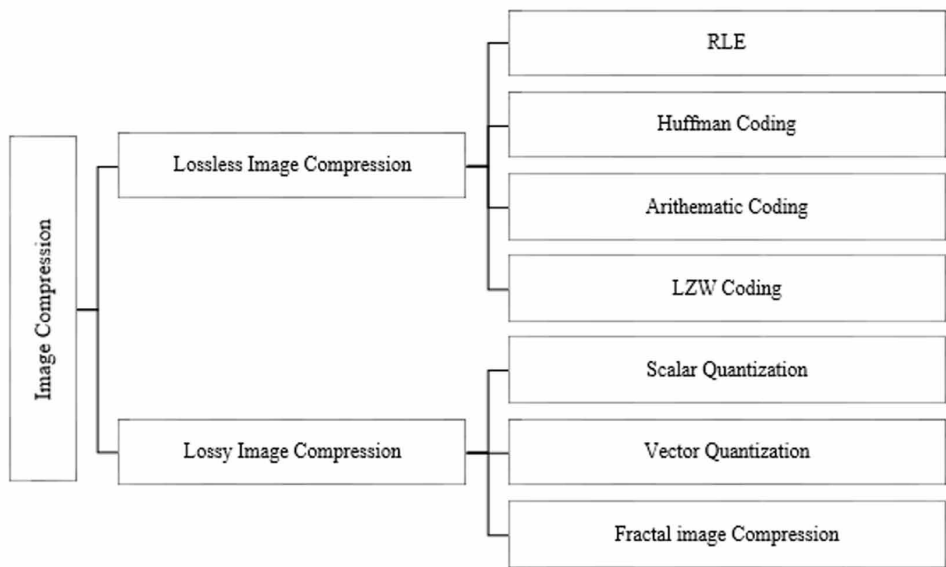 Image Compression
Lossless Image Compression
RLE
Huffman Coding
Arithematic Coding
LZW Coding
Lossy Image Compression
Scalar Quantization
Vector Quantization
Fractal image Compression